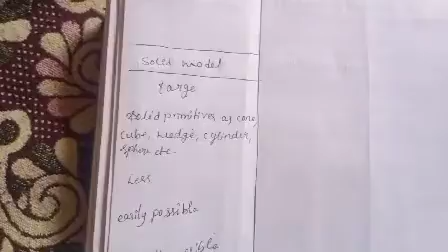 Solid model
Large
Solid primitives as cone,
cube, wedge, cylinder,
sphere etc.
Less
easily possible